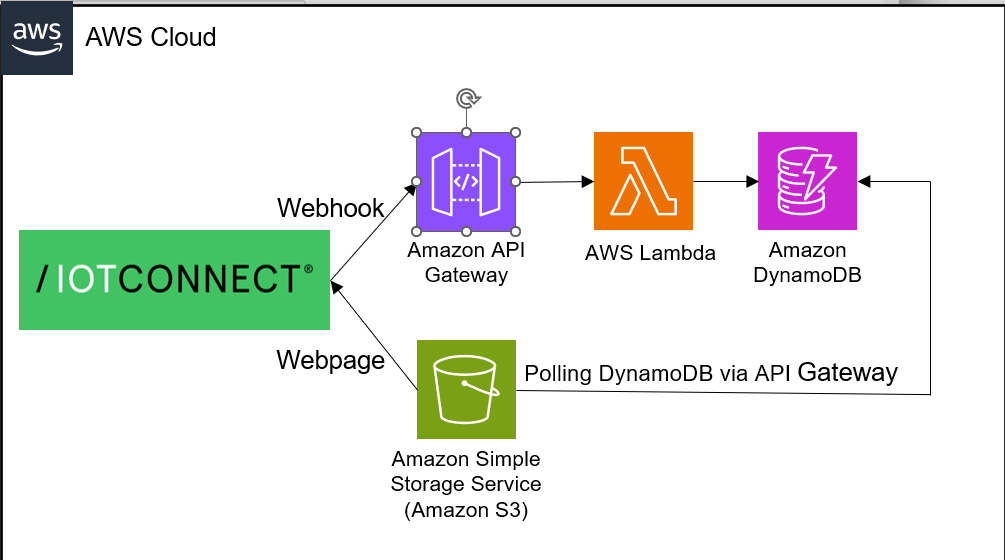 aws
AWS Cloud
Webhook
</>
Amazon API
Gateway
AWS Lambda
Amazon
DynamoDB
/IOTCONNECT®
Webpage
Polling DynamoDB via API Gateway
Amazon Simple
Storage Service
(Amazon S3)